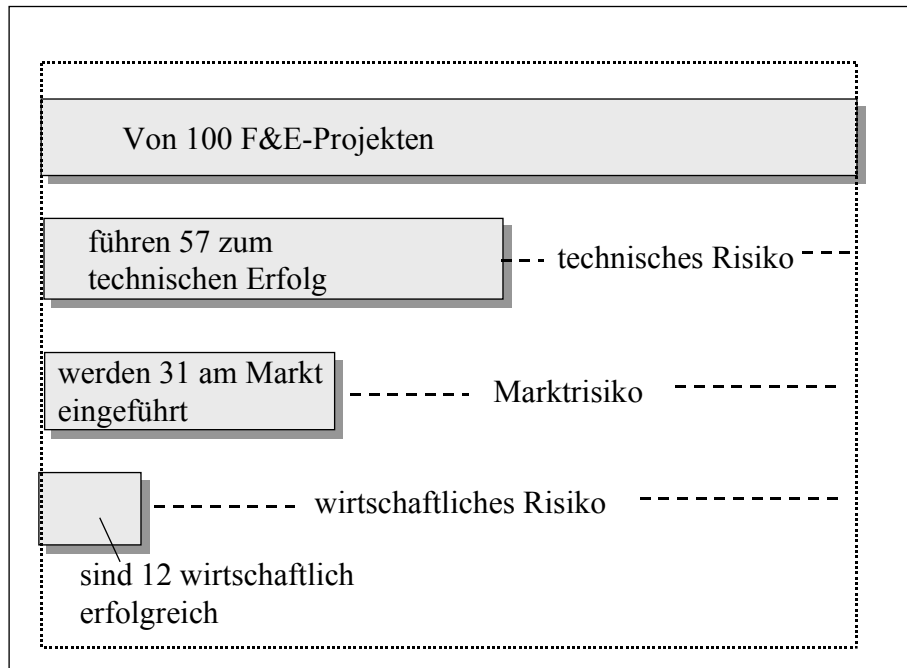 Von 100 F&E-Projekten
führen 57 zum
technischen Erfolg
technisches Risiko
werden 31 am Markt
eingeführt
Marktrisiko
wirtschaftliches Risiko
sind 12 wirtschaftlich
erfolgreich